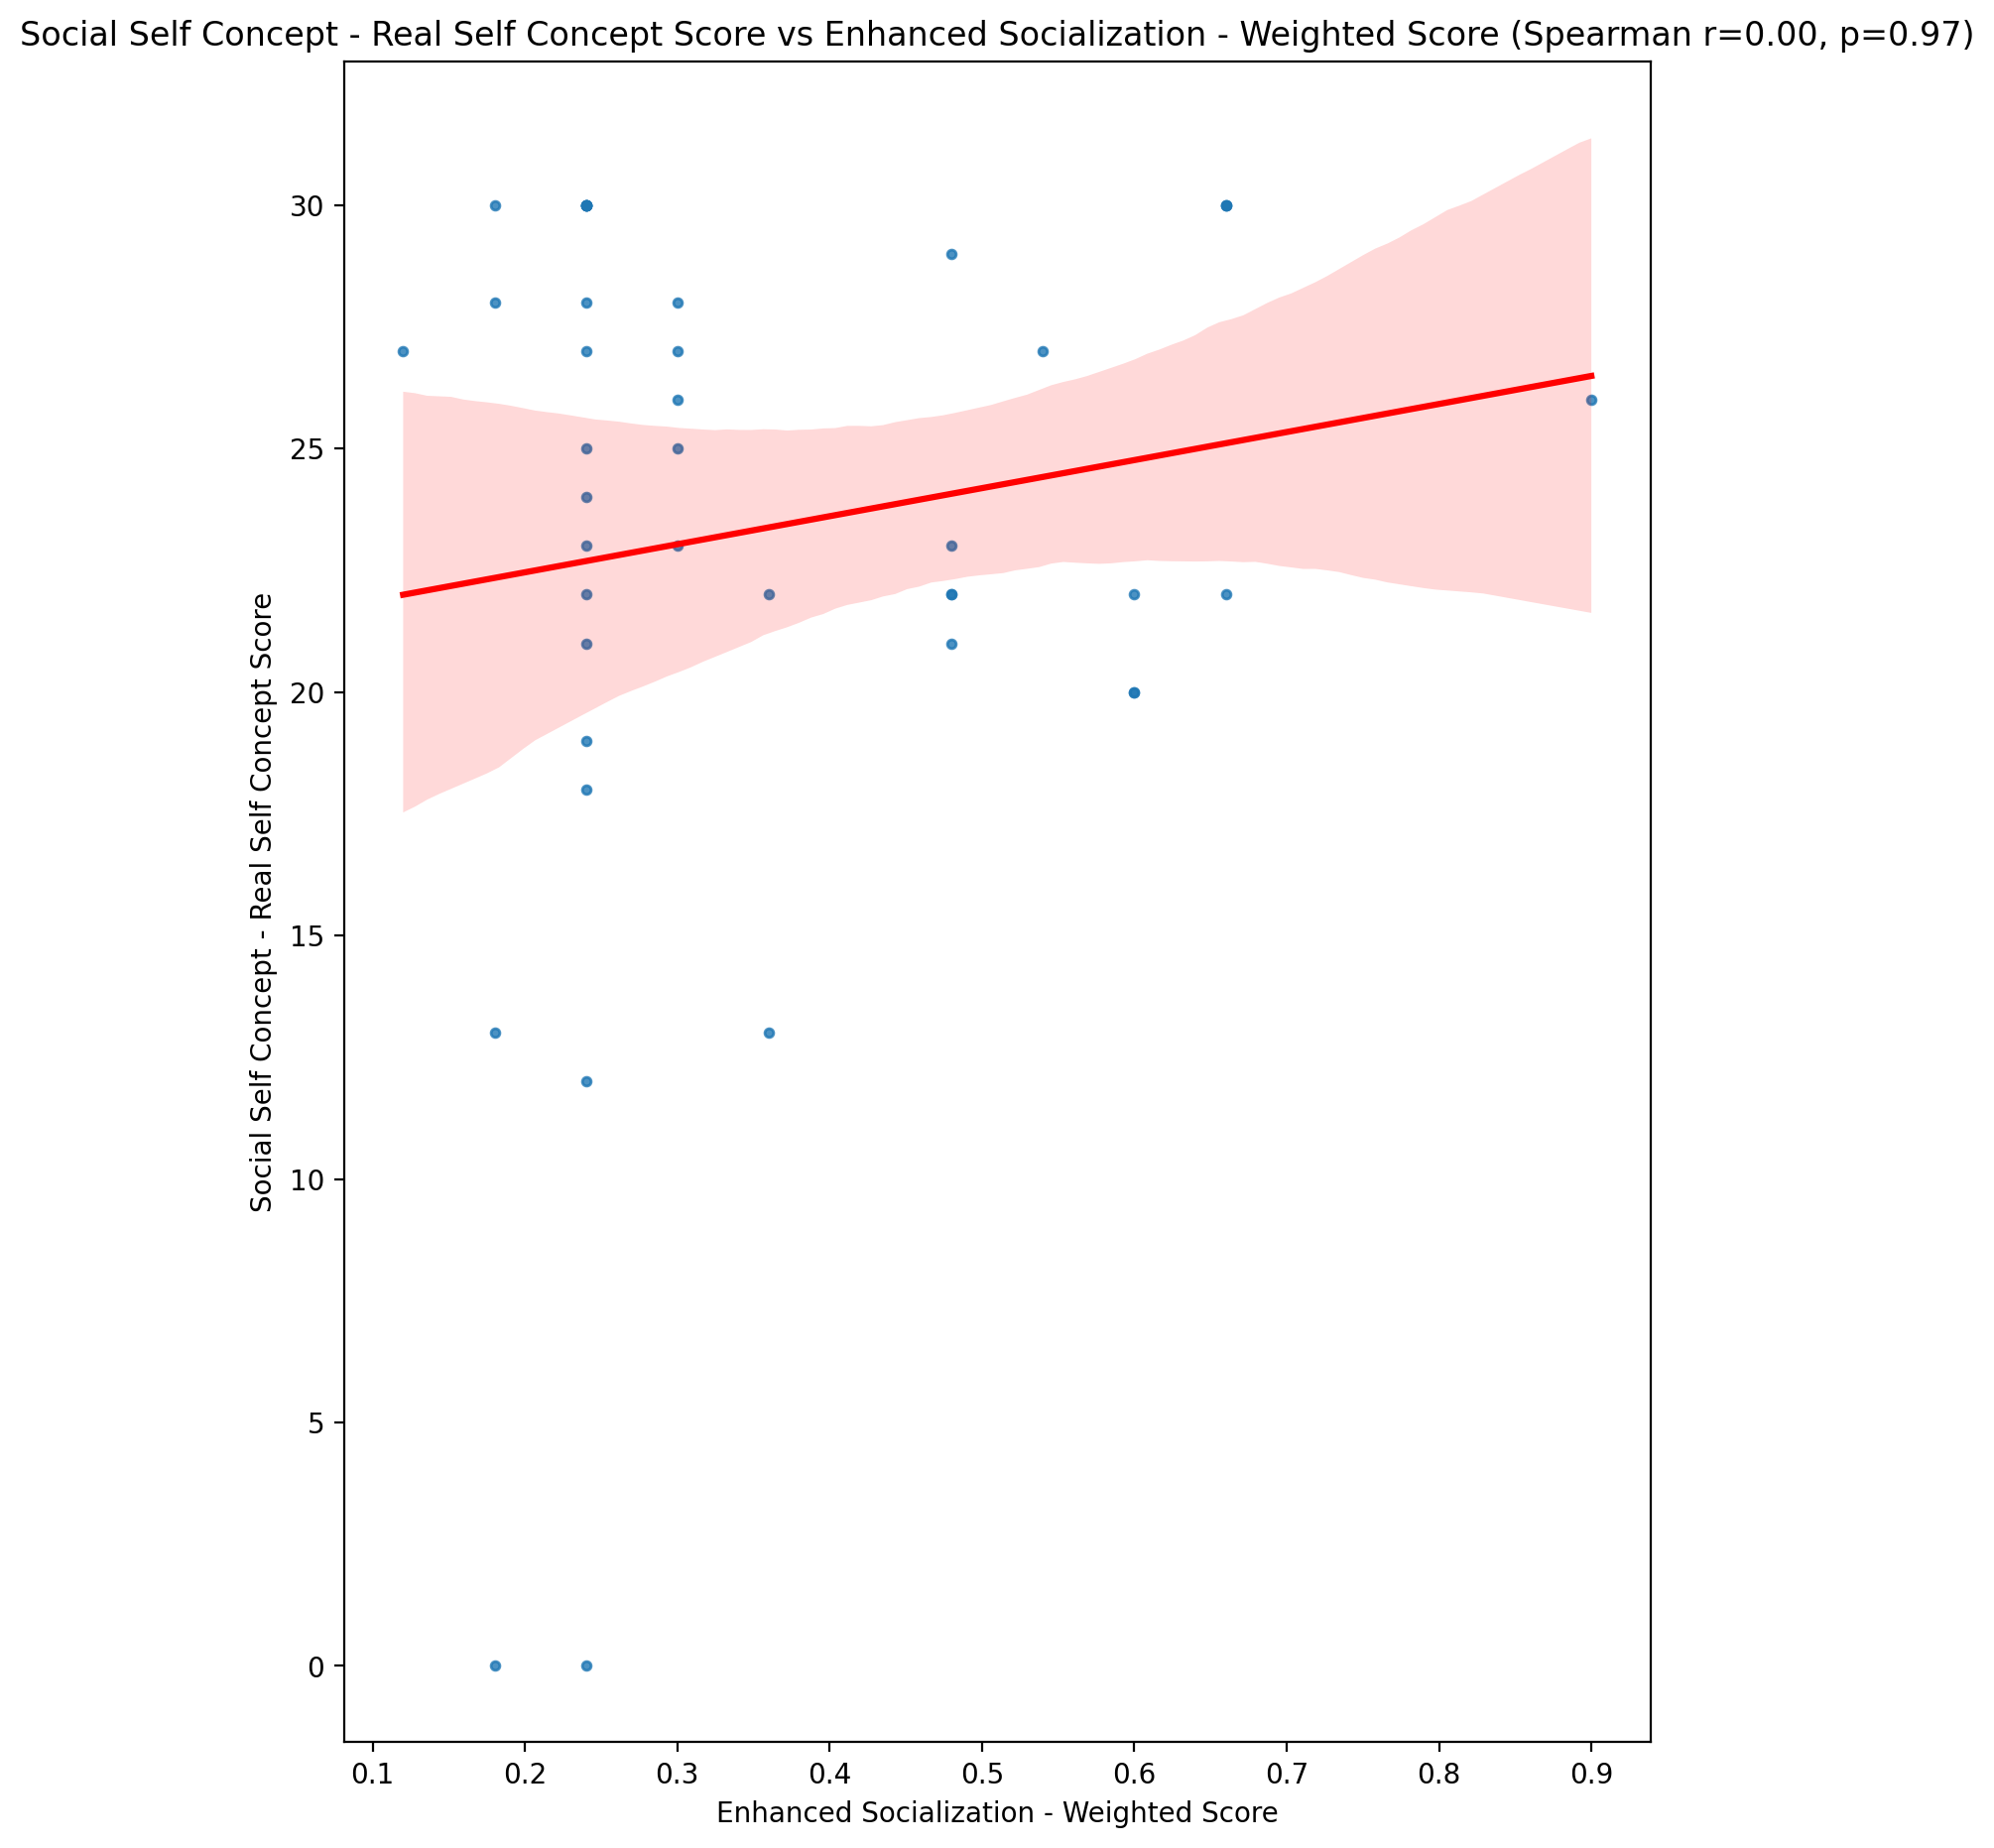 Social Self Concept - Real Self Concept Score vs Enhanced Socialization - Weighted Score (Spearman r=0.00, p=0.97)
Social Self Concept - Real Self Concept Score
30
25
20
15
10
5
0
0.1 0.2 0.3 0.4 0.5 0.6 0.7 0.8 0.9
Enhanced Socialization - Weighted Score